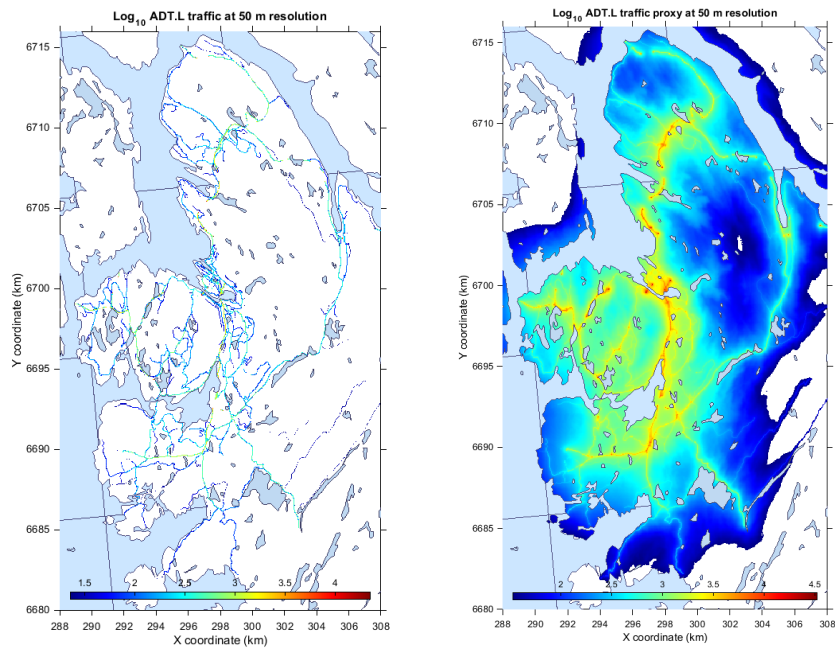 Log10 ADT.L traffic at 50 m resolution
6715
6710
6705
6700
6695
6690
6685
6680
Y coordinate (km)
1.5 2 2.5 3 3.5 4
288 290 292 294 296 298 300 302 304 306 308
X coordinate (km)
Log10 ADT.L traffic proxy at 50 m resolution
6715
6710
6705
6700
6695
6690
6685
6680
Y coordinate (km)
2 2.5 3 3.5 4 4.5
288 290 292 294 296 298 300 302 304 306 308
X coordinate (km)